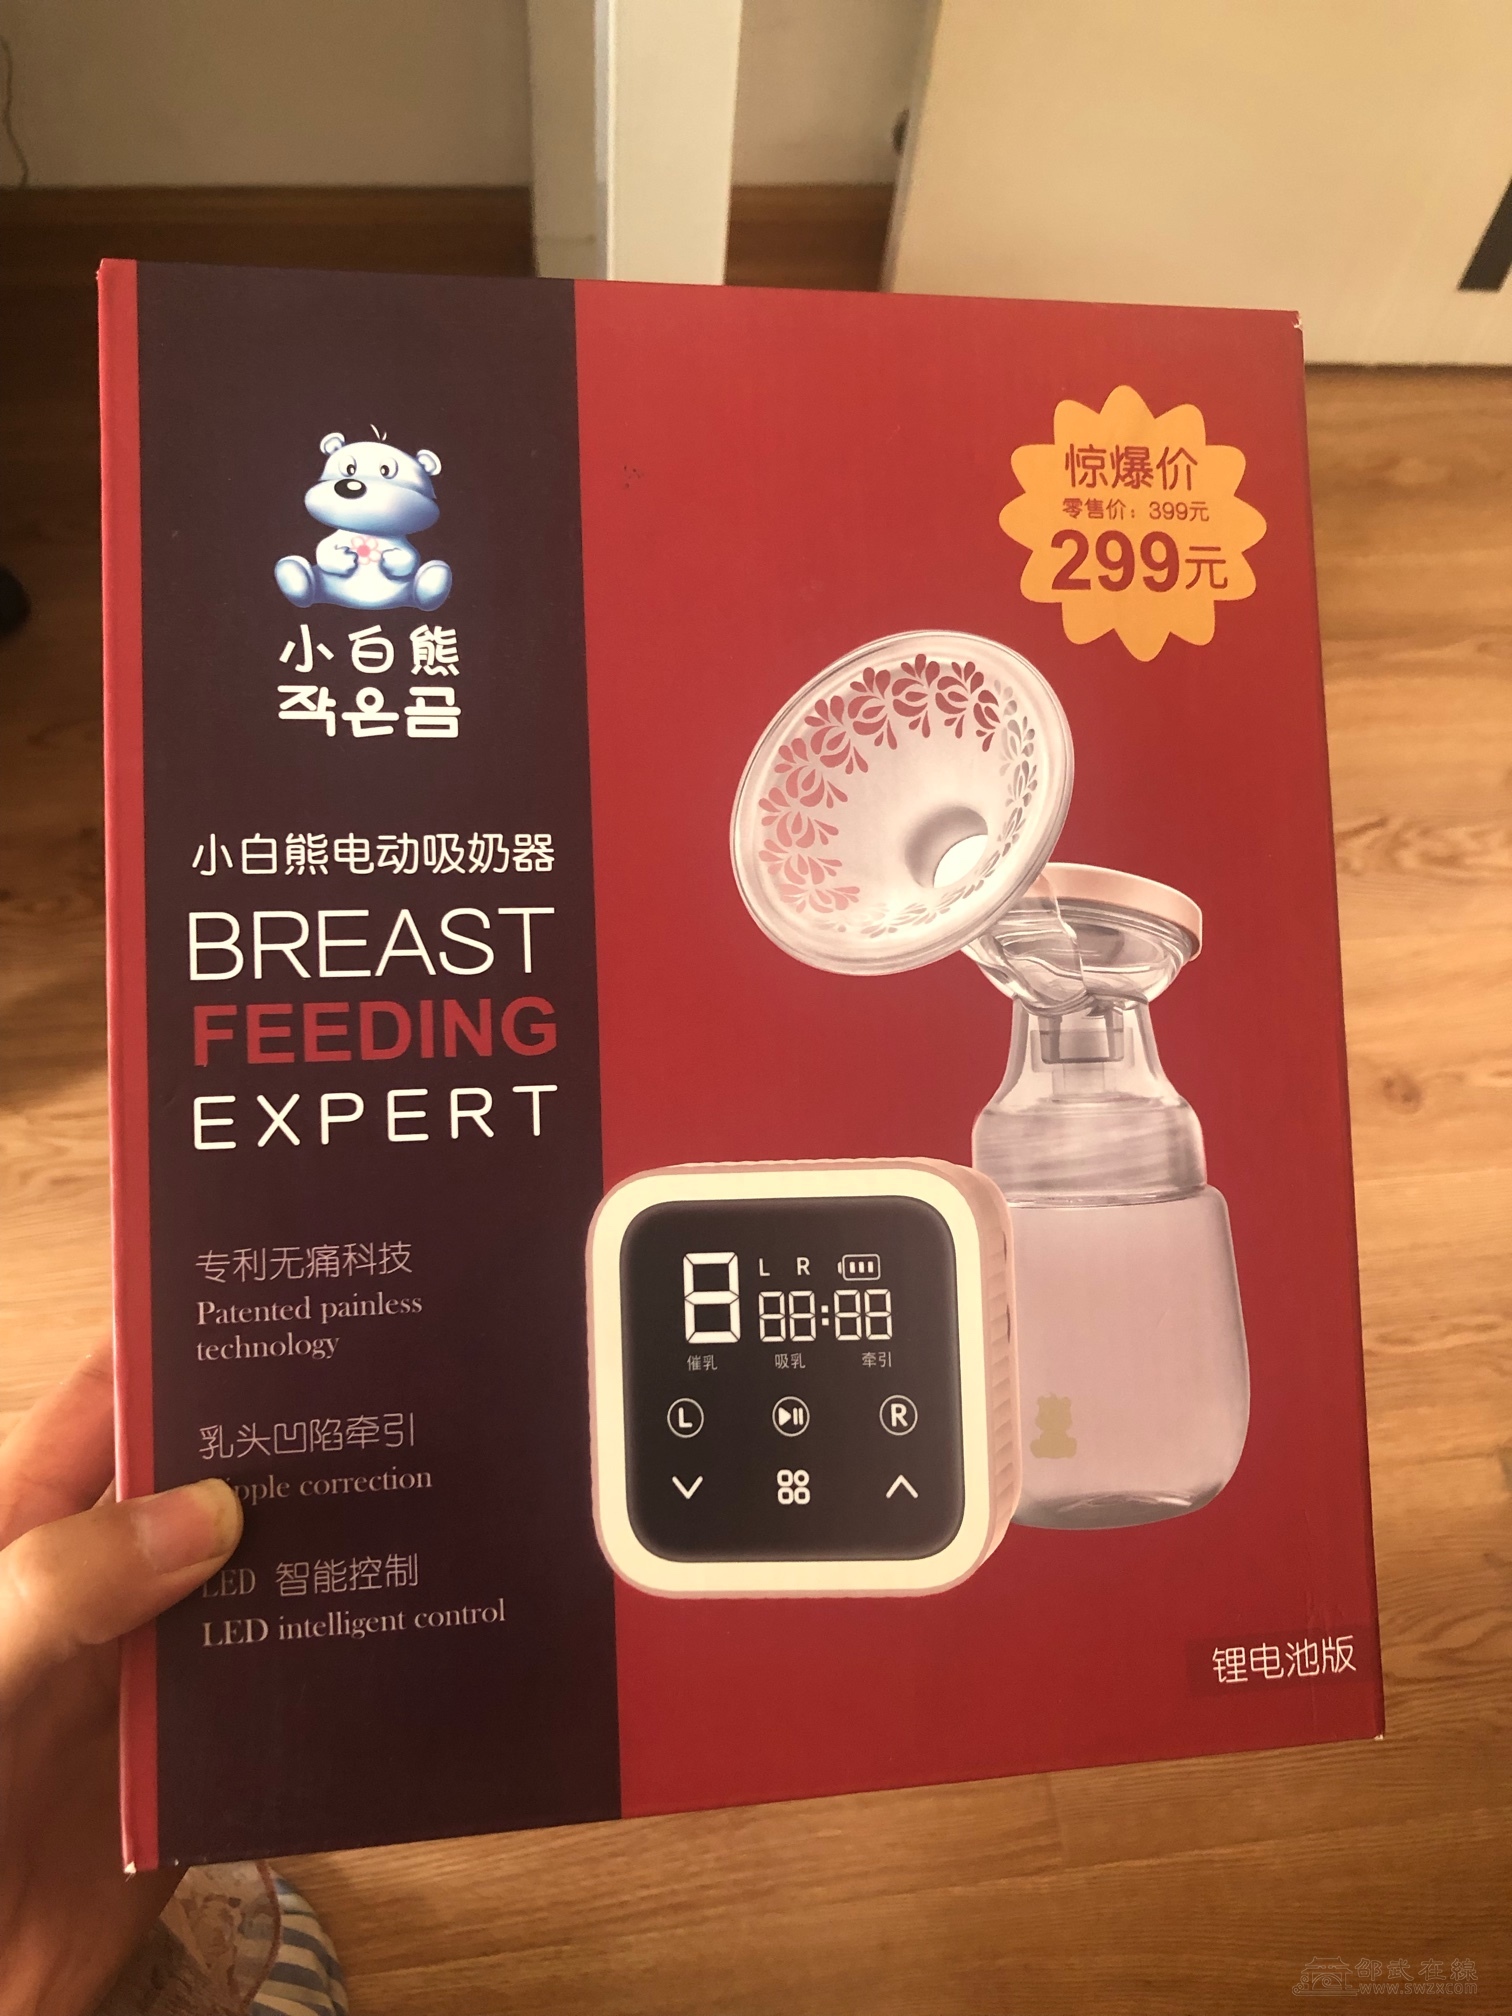 小白熊
작은곰
小白熊电动吸奶器
BREAST
FEEDING
EXPERT
专利无痛科技
Patented painless
technology
乳头凹陷牵引
ipple correction
LED 智能控制
LED intelligent control
惊爆价
零售价：399元
299元
8 L R
88:88
催乳 吸乳 牵引
L R
锂电池版
邵武在線
www.swzx.com